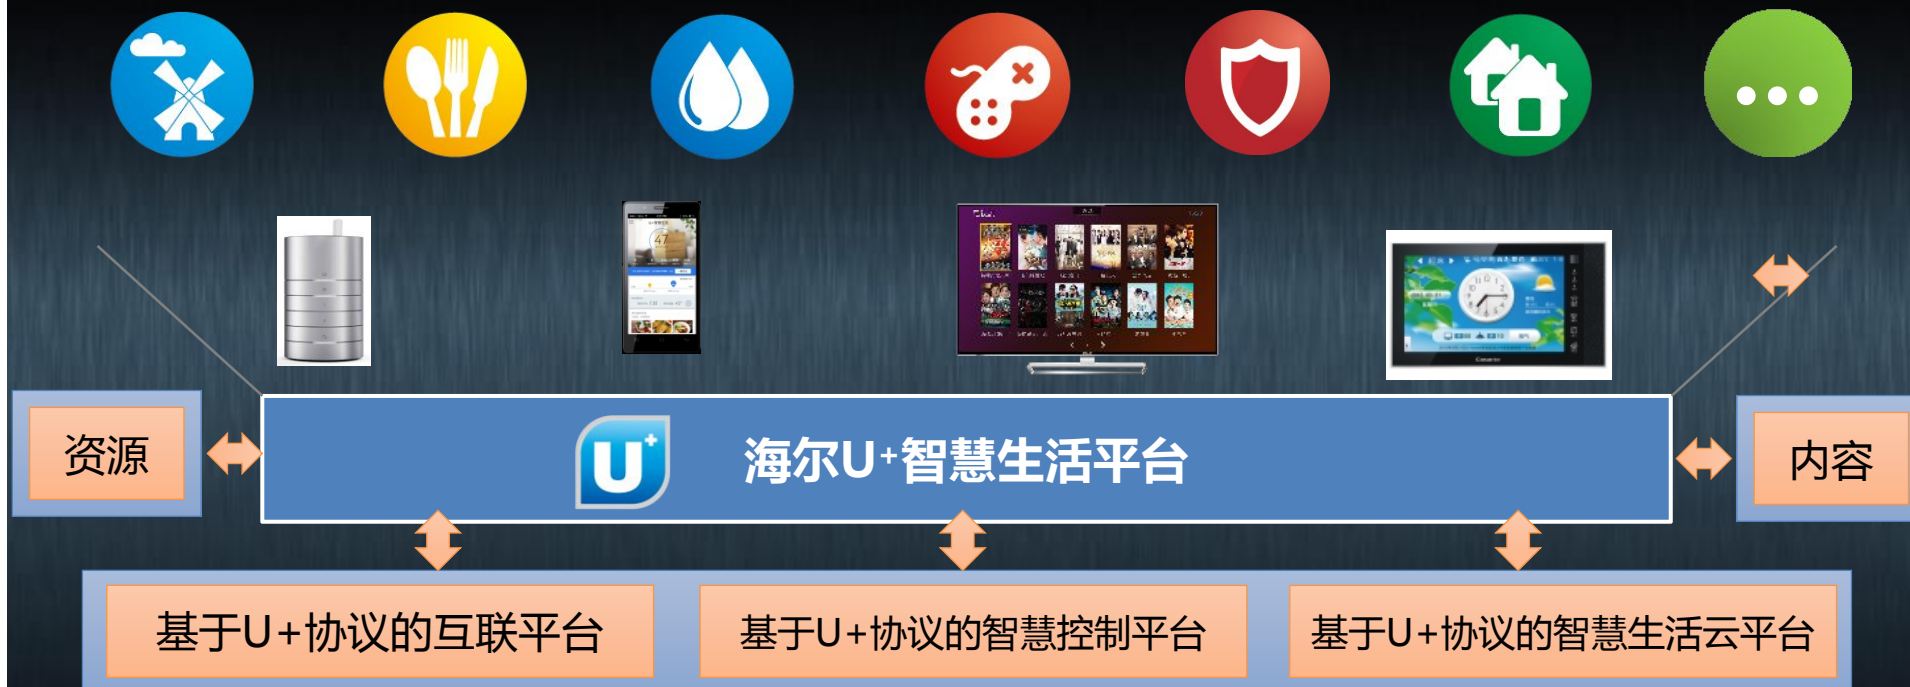 海尔U+智慧生活平台
资源
内容
U+
基于U+协议的互联平台
基于U+协议的智慧控制平台
基于U+协议的智慧生活云平台